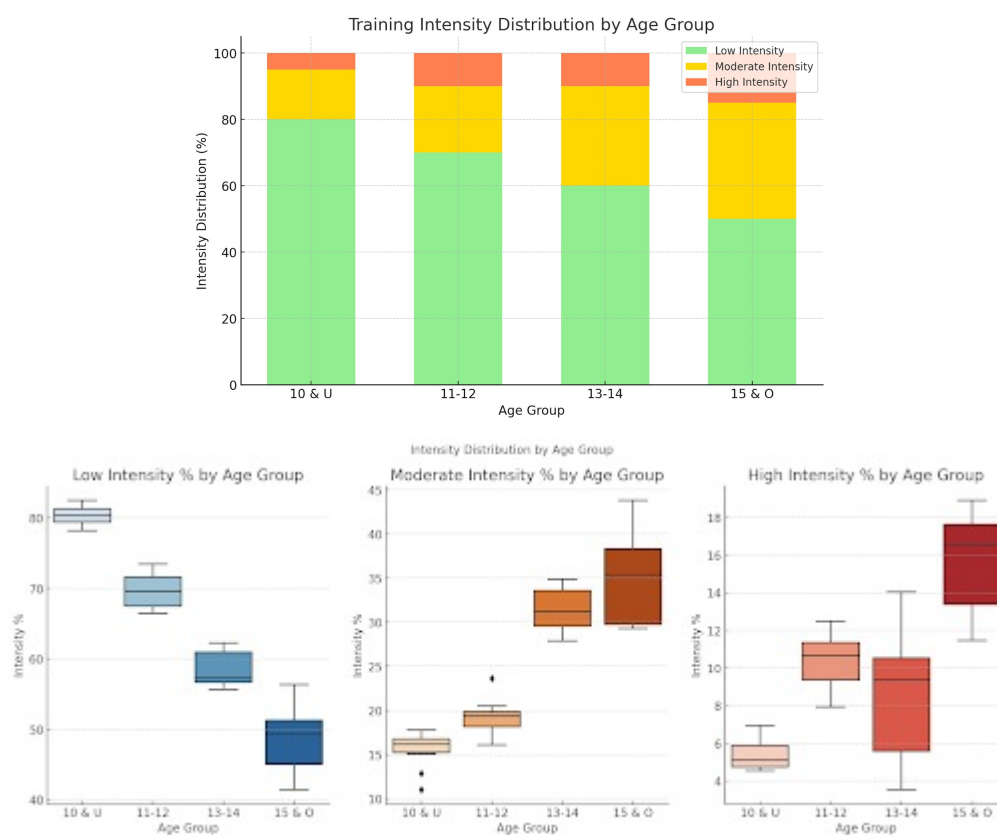 Training Intensity Distribution by Age Group
Low Intensity
Moderate Intensity
High Intensity
Intensity Distribution (%)
100
80
60
40
20
0
10 & U 11-12 13-14 15 & O
Age Group
Intensity Distribution by Age Group
Low Intensity % by Age Group
Intensity %
80
70
60
50
40
10 & U 11-12 13-14 15 & O
Age Group
Moderate Intensity % by Age Group
Intensity %
45
40
35
30
25
20
15
10
10 & U 11-12 13-14 15 & O
Age Group
High Intensity % by Age Group
Intensity %
18
16
14
12
10
8
6
4
10 & U 11-12 13-14 15 & O
Age Group